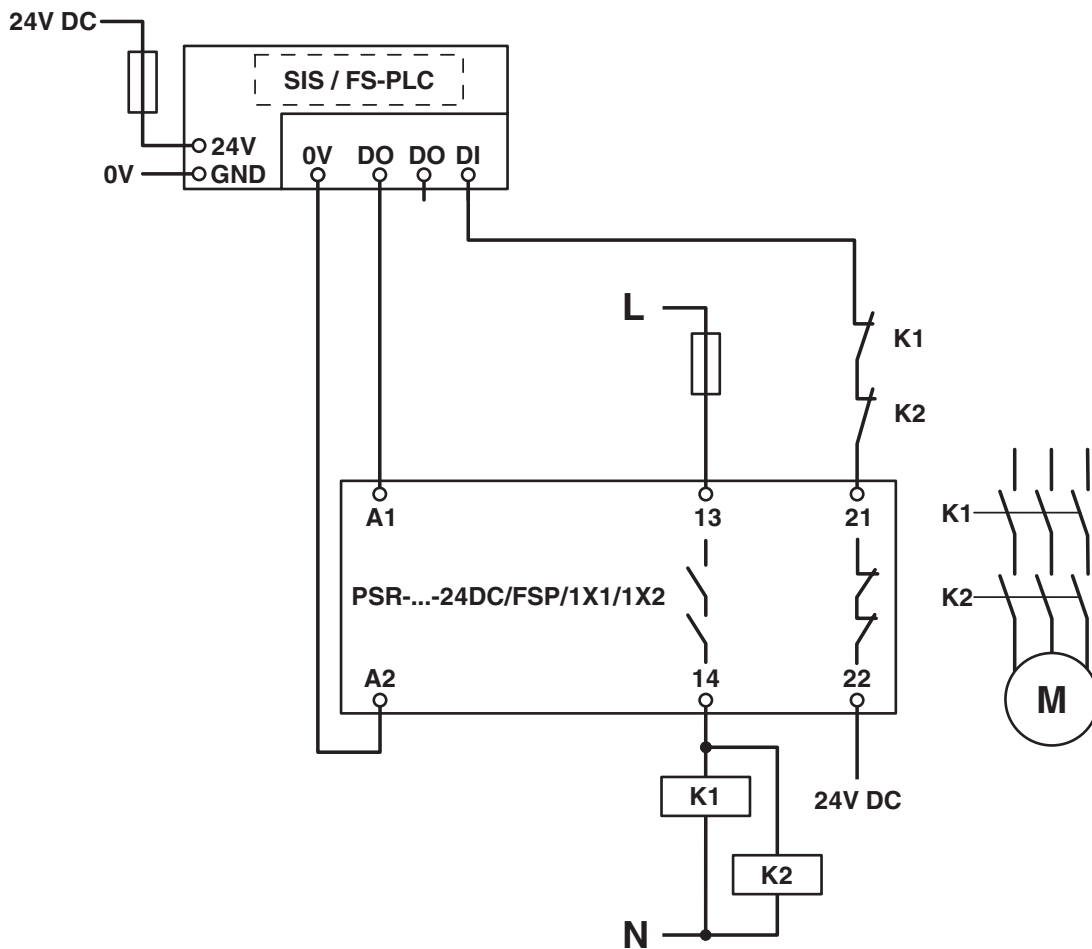 24V DC
SIS / FS-PLC
24V
0V
GND
0V DO DO DI
L
K1
K2
A1
13
21
PSR-...-24DC/FSP/1X1/1X2
K1
K2
A2
14
22
M
K1
24V DC
K2
N